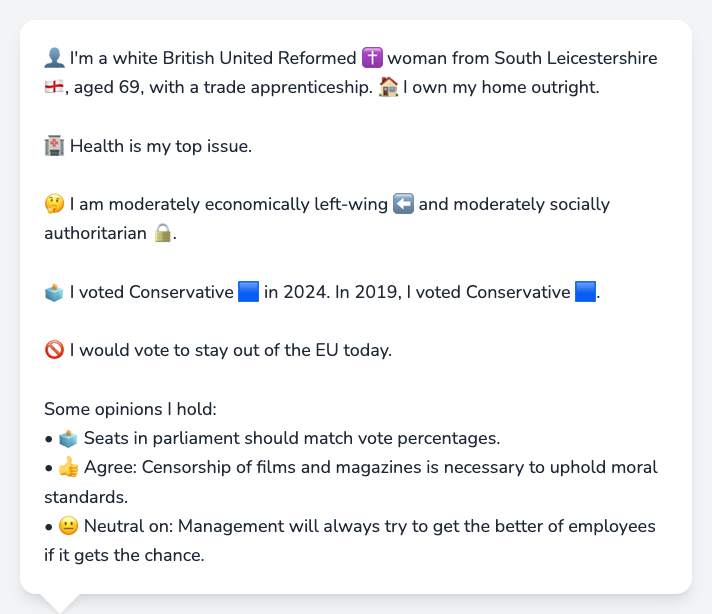 👤 I'm a white British United Reformed ✝️ woman from South Leicestershire
🏴󠁧󠁢󠁥󠁮󠁧󠁿, aged 69, with a trade apprenticeship. 🏠 I own my home outright.
🏥 Health is my top issue.
🤔 I am moderately economically left-wing ⬅️ and moderately socially
authoritarian 🔒.
🗳️ I voted Conservative 🟦 in 2024. In 2019, I voted Conservative 🟦.
🚫 I would vote to stay out of the EU today.
Some opinions I hold:
• 🗳️ Seats in parliament should match vote percentages.
• 👍 Agree: Censorship of films and magazines is necessary to uphold moral
standards.
• 😐 Neutral on: Management will always try to get the better of employees
if it gets the chance.